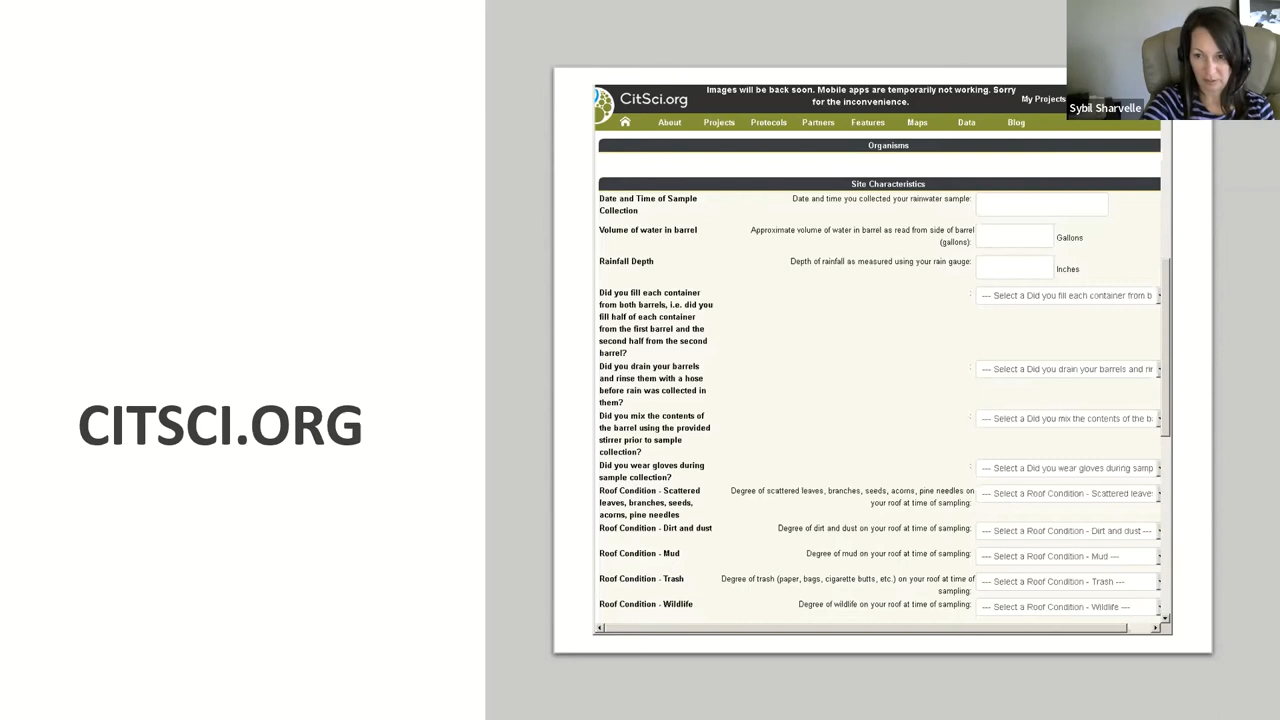 CITSCI.ORG
CitSci.org
Images will be back soon. Mobile apps are temporarily not working. Sorry
for the inconvenience.
My Projects
Sybil Sharvelle
About Projects Protocols Partners Features Maps Data Blog
Organisms
Site Characteristics
Date and Time of Sample
Collection
Date and time you collected your rainwater sample:
Volume of water in barrel
Approximate volume of water in barrel as read from side of barrel
(gallons):
Gallons
Rainfall Depth
Depth of rainfall as measured using your rain gauge:
Inches
Did you fill each container
from both barrels, i.e. did you
fill half of each container
from the first barrel and the
second half from the second
barrel?
:
--- Select a Did you fill each container from b
Did you drain your barrels
and rinse them with a hose
before rain was collected in
them?
:
--- Select a Did you drain your barrels and rir
Did you mix the contents of
the barrel using the provided
stirrer prior to sample
collection?
:
--- Select a Did you mix the contents of the b
Did you wear gloves during
sample collection?
:
--- Select a Did you wear gloves during samp
Roof Condition - Scattered
leaves, branches, seeds,
acorns, pine needles
Degree of scattered leaves, branches, seeds, acorns, pine needles on
your roof at time of sampling:
--- Select a Roof Condition - Scattered leaves
Roof Condition - Dirt and dust
Degree of dirt and dust on your roof at time of sampling:
--- Select a Roof Condition - Dirt and dust ---
Roof Condition - Mud
Degree of mud on your roof at time of sampling:
--- Select a Roof Condition - Mud ---
Roof Condition - Trash
Degree of trash (paper, bags, cigarette butts, etc.) on your roof at time of
sampling:
--- Select a Roof Condition - Trash ---
Roof Condition - Wildlife
Degree of wildlife on your roof at time of sampling:
--- Select a Roof Condition - Wildlife ---